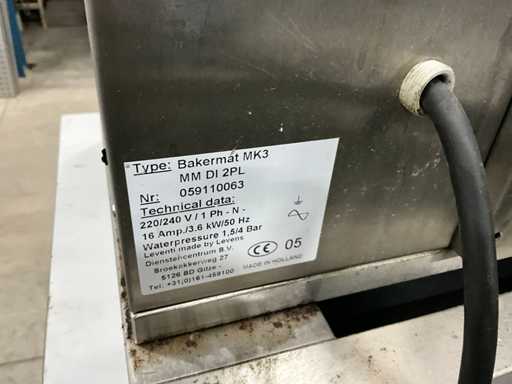 Type: Bakermat MK3
MM DI 2PL
Nr: 059110063
Technical data:
220/240 V / 1 Ph - N -
16 Amp./3.6 kW/50 Hz
Waterpressure 1,5/4 Bar
Leventi made by Levens
Dienstencentrum B.V.
Broekakkerweg 27
5126 BD Gilze -
Tel: +31(0)161-459100
CE 05
MADE IN HOLLAND